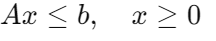 Ax ≤ b, x ≥ 0